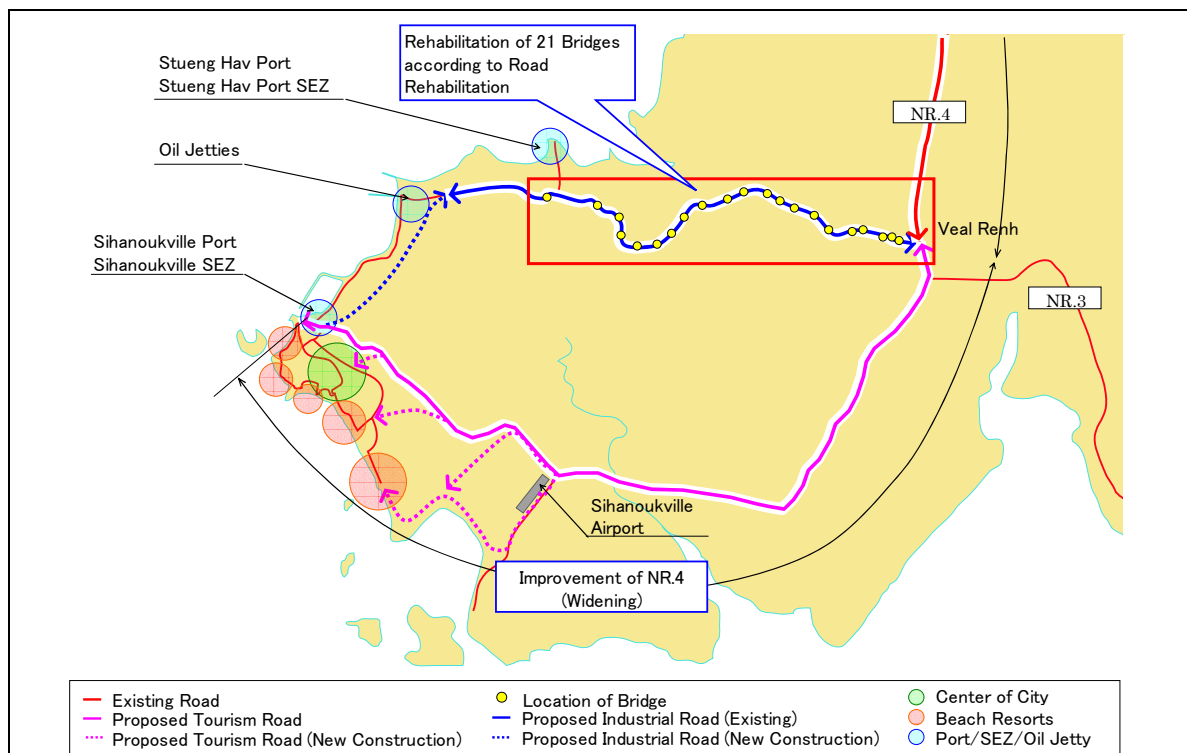 Rehabilitation of 21 Bridges
according to Road
Rehabilitation
Stueng Hav Port
Stueng Hav Port SEZ
NR.4
Oil Jetties
Sihanoukville Port
Sihanoukville SEZ
Veal Renh
NR.3
Sihanoukville
Airport
Improvement of NR.4
(Widening)
Existing Road
Proposed Tourism Road
Proposed Tourism Road (New Construction)
Location of Bridge
Proposed Industrial Road (Existing)
Proposed Industrial Road (New Construction)
Center of City
Beach Resorts
Port/SEZ/Oil Jetty